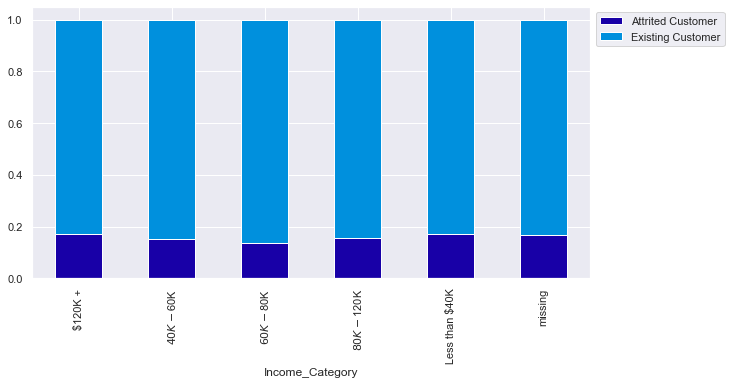 Attrited Customer
Existing Customer
1.0
0.8
0.6
0.4
0.2
0.0
$120K +
40K − 60K
60K − 80K
80K − 120K
Less than $40K
missing
Income_Category